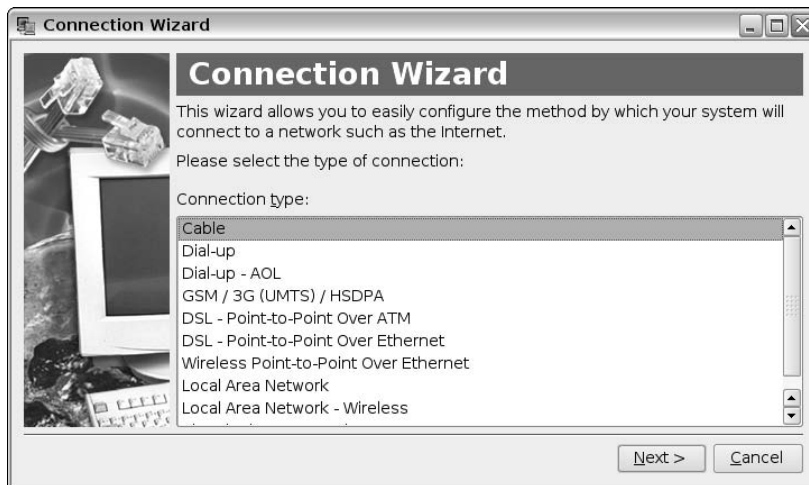 Connection Wizard
Connection Wizard
This wizard allows you to easily configure the method by which your system will
connect to a network such as the Internet.
Please select the type of connection:
Connection type:
Cable
Dial-up
Dial-up - AOL
GSM / 3G (UMTS) / HSDPA
DSL - Point-to-Point Over ATM
DSL - Point-to-Point Over Ethernet
Wireless Point-to-Point Over Ethernet
Local Area Network
Local Area Network - Wireless
Next >
Cancel